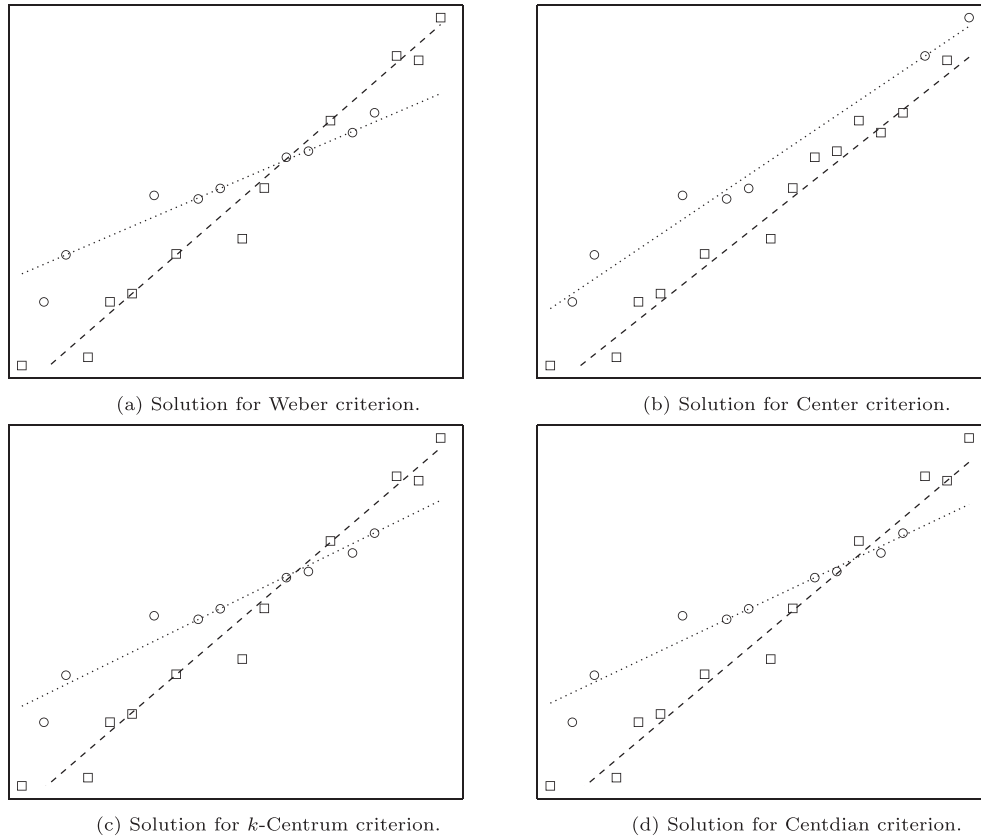 (a) Solution for Weber criterion.
(b) Solution for Center criterion.
(c) Solution for k-Centrum criterion.
(d) Solution for Centdian criterion.